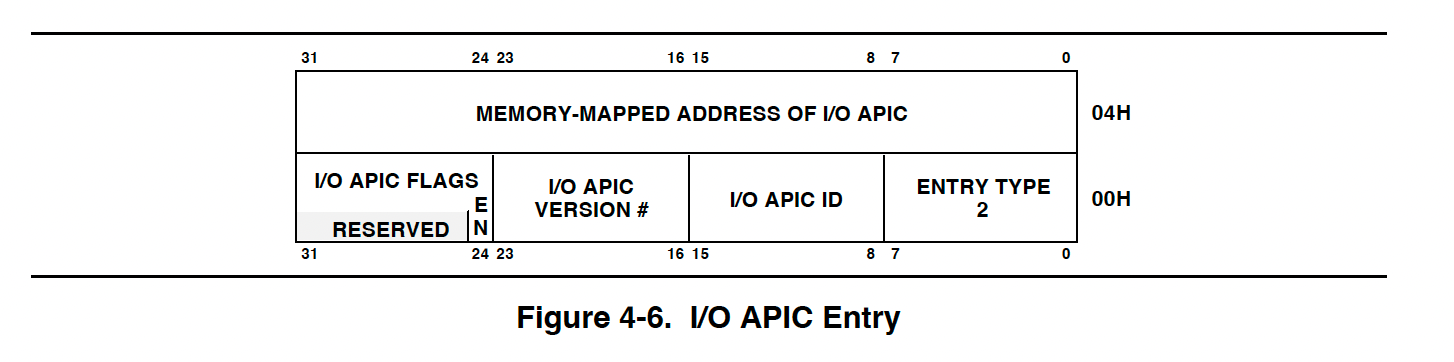 31 24 23 16 15 8 7 0
MEMORY-MAPPED ADDRESS OF I/O APIC 04H
I/O APIC FLAGS
E
N
RESERVED
I/O APIC
VERSION #
I/O APIC ID
ENTRY TYPE
2
00H
31 24 23 16 15 8 7 0
Figure 4-6. I/O APIC Entry